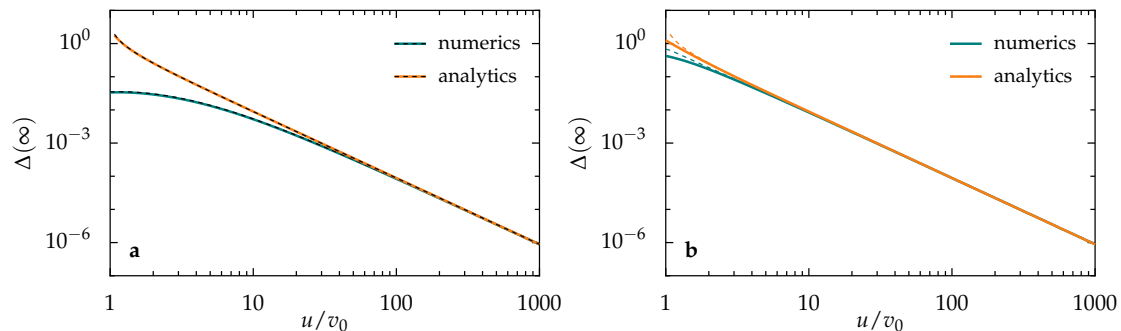 10^0
10^{-3}
10^{-6}
Δ(∞)
numerics
analytics
a
1
10
100
1000
u/v_0
10^0
10^{-3}
10^{-6}
Δ(∞)
numerics
analytics
b
1
10
100
1000
u/v_0